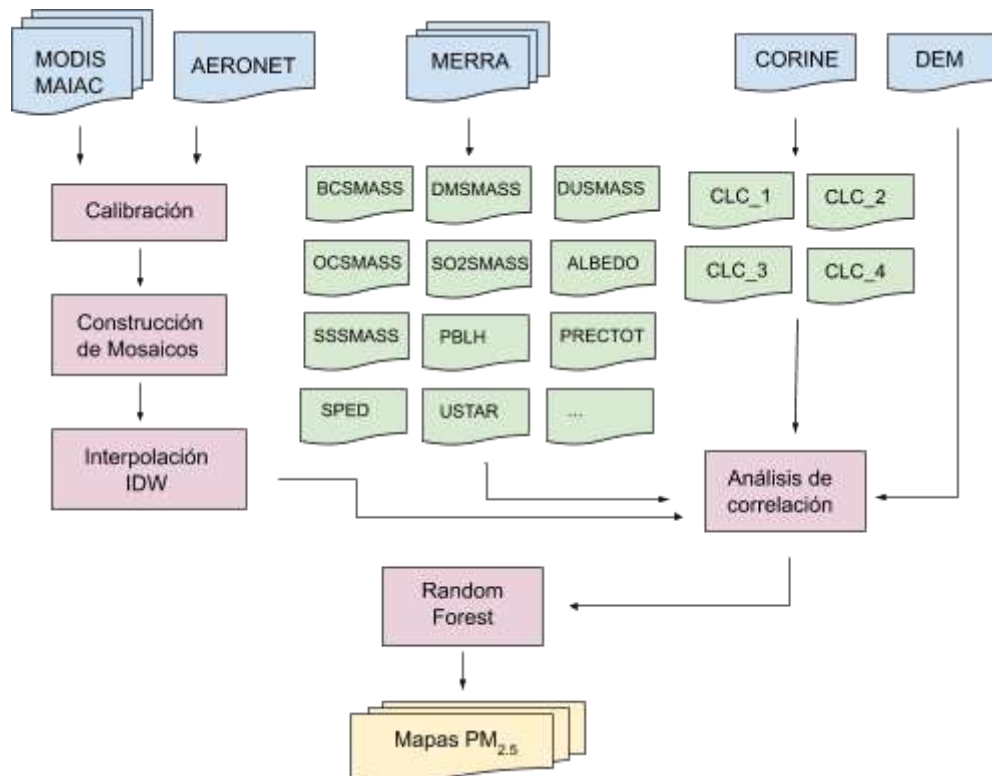 MODIS
MAIAC
AERONET
MERRA
CORINE
DEM
BCSMASS
DMSMASS
DUSMASS
CLC_1
CLC_2
Calibración
OCSMASS
SO2SMASS
ALBEDO
CLC_3
CLC_4
Construcción
de Mosaicos
SSSMASS
PBLH
PRECTOT
SPED
USTAR
...
Interpolación
IDW
Análisis de
correlación
Random
Forest
Mapas PM2.5